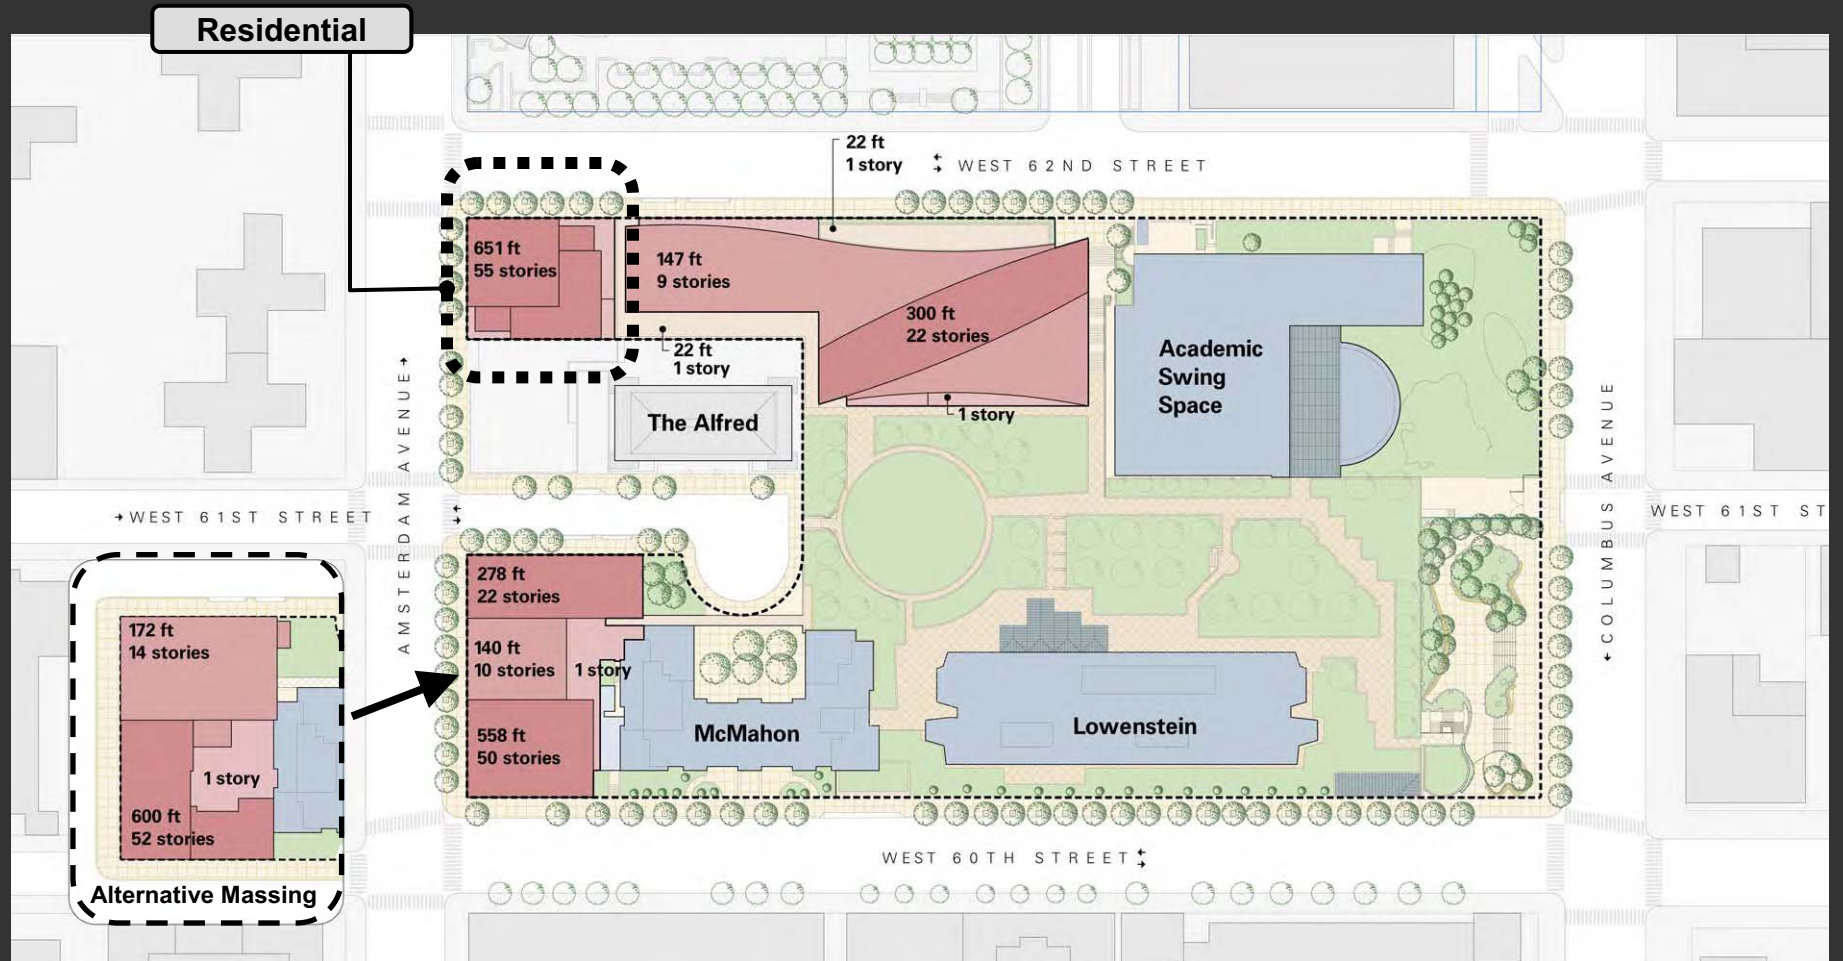 Residential
22 ft
1 story
WEST 62ND STREET
651 ft
55 stories
147 ft
9 stories
300 ft
22 stories
22 ft
1 story
Academic
Swing
Space
The Alfred
1 story
AMSTERDAM AVENUE
COLUMBUS AVENUE
WEST 61ST STREET
WEST 61ST ST
278 ft
22 stories
140 ft
10 stories
1 story
558 ft
50 stories
McMahon
Lowenstein
172 ft
14 stories
1 story
600 ft
52 stories
Alternative Massing
WEST 60TH STREET